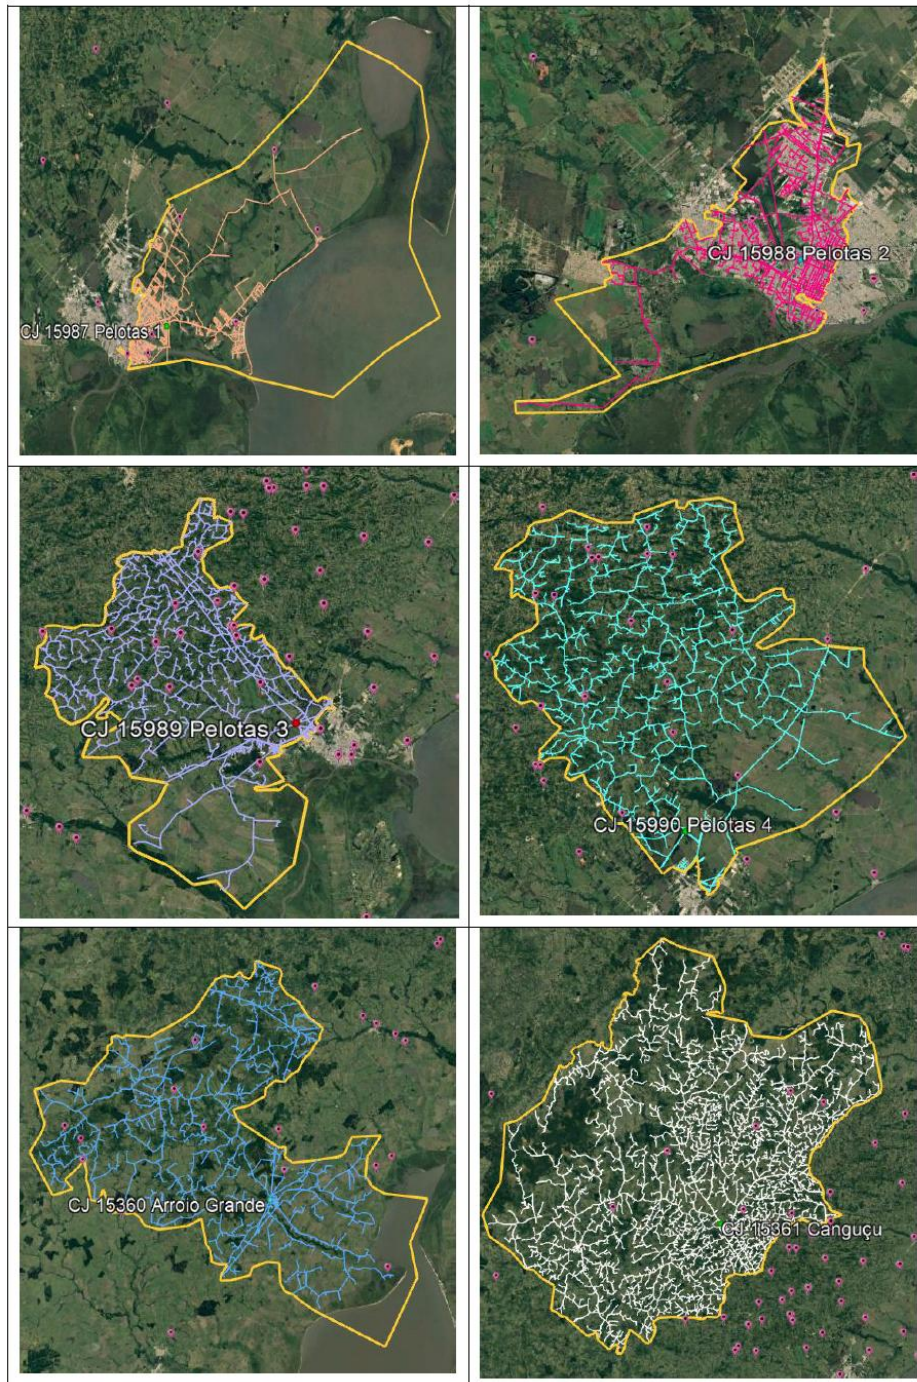 CJ 15987 Pelotas 1
CJ 15988 Pelotas 2
CJ 15989 Pelotas 3
CJ 15990 Pelotas 4
CJ 15360 Arroio Grande
CJ 15361 Canguçu